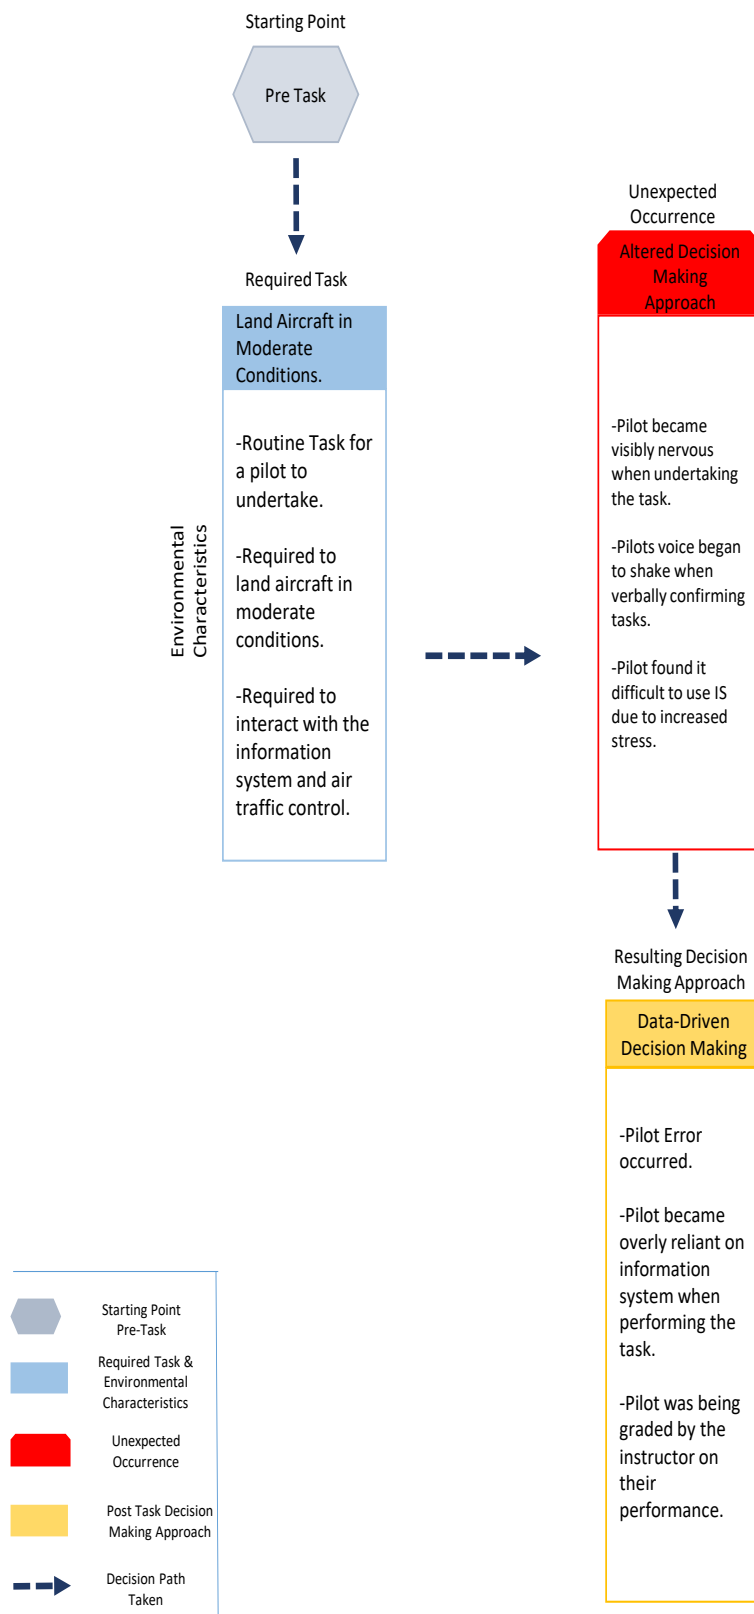 Starting Point
Pre Task
Required Task
Land Aircraft in
Moderate
Conditions.
Environmental
Characteristics
-Routine Task for
a pilot to
undertake.
-Required to
land aircraft in
moderate
conditions.
-Required to
interact with the
information
system and air
traffic control.
Unexpected
Occurrence
Altered Decision
Making
Approach
-Pilot became
visibly nervous
when undertaking
the task.
-Pilots voice began
to shake when
verbally confirming
tasks.
-Pilot found it
difficult to use IS
due to increased
stress.
Resulting Decision
Making Approach
Data-Driven
Decision Making
-Pilot Error
occurred.
-Pilot became
overly reliant on
information
system when
performing the
task.
-Pilot was being
graded by the
instructor on
their
performance.
Starting Point
Pre-Task
Required Task &
Environmental
Characteristics
Unexpected
Occurrence
Post Task Decision
Making Approach
Decision Path
Taken